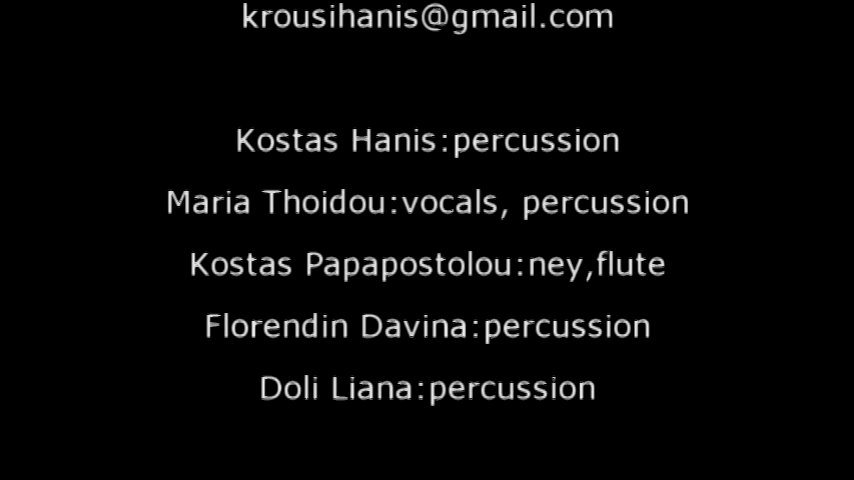 krousihanis@gmail.com
Kostas Hanis:percussion
Maria Thoidou:vocals, percussion
Kostas Papapostolou:ney,flute
Florendin Davina:percussion
Doli Liana:percussion